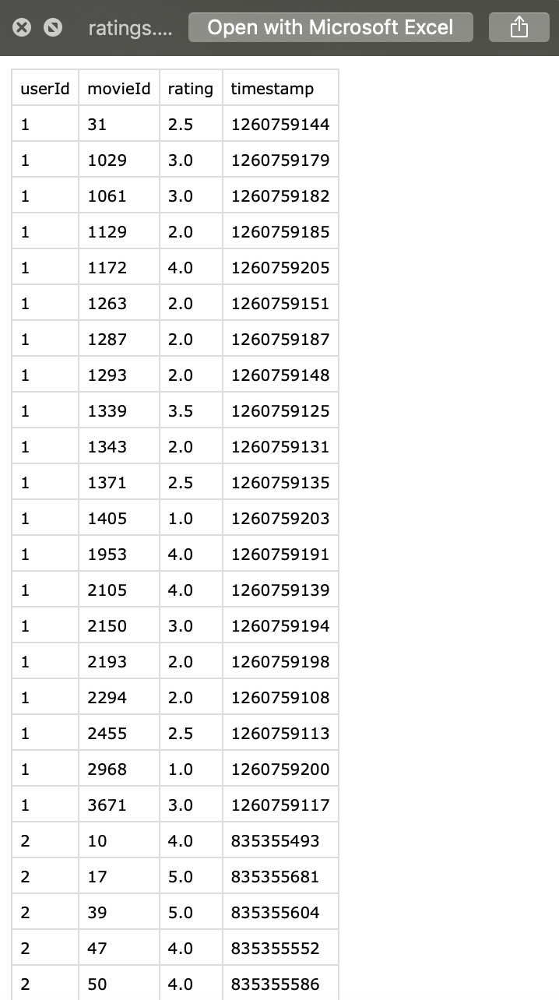 ratings.... Open with Microsoft Excel
userId movieId rating timestamp
1 31 2.5 1260759144
1 1029 3.0 1260759179
1 1061 3.0 1260759182
1 1129 2.0 1260759185
1 1172 4.0 1260759205
1 1263 2.0 1260759151
1 1287 2.0 1260759187
1 1293 2.0 1260759148
1 1339 3.5 1260759125
1 1343 2.0 1260759131
1 1371 2.5 1260759135
1 1405 1.0 1260759203
1 1953 4.0 1260759191
1 2105 4.0 1260759139
1 2150 3.0 1260759194
1 2193 2.0 1260759198
1 2294 2.0 1260759108
1 2455 2.5 1260759113
1 2968 1.0 1260759200
1 3671 3.0 1260759117
2 10 4.0 835355493
2 17 5.0 835355681
2 39 5.0 835355604
2 47 4.0 835355552
2 50 4.0 835355586